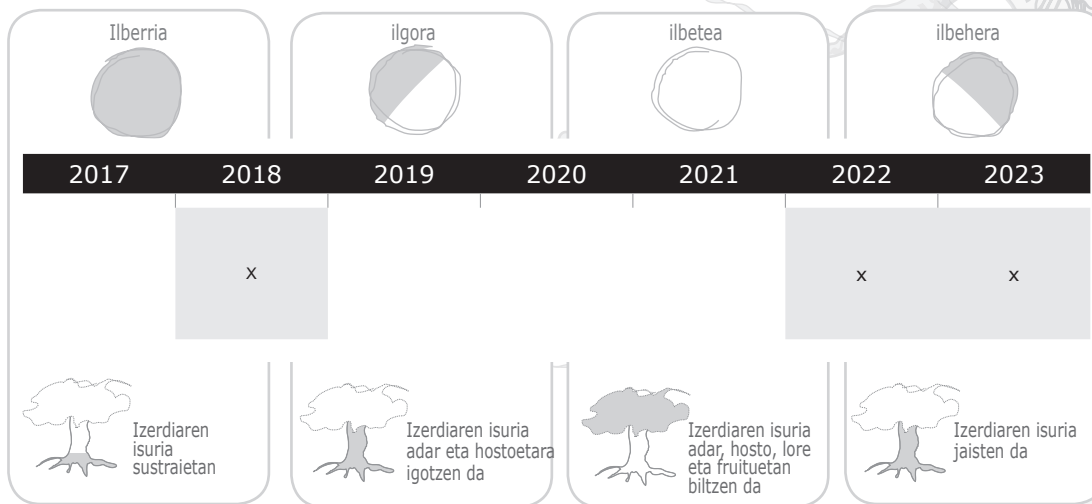 Ilberria
ilgora
ilbetea
ilbehera
2017 2018 2019 2020 2021 2022 2023
x x x
Izerdiaren
isuria
sustraietan
Izerdiaren isuria
adar eta hostoetara
igotzen da
Izerdiaren isuria
adar, hosto, lore
eta fruituetan
biltzen da
Izerdiaren isuria
jaisten da